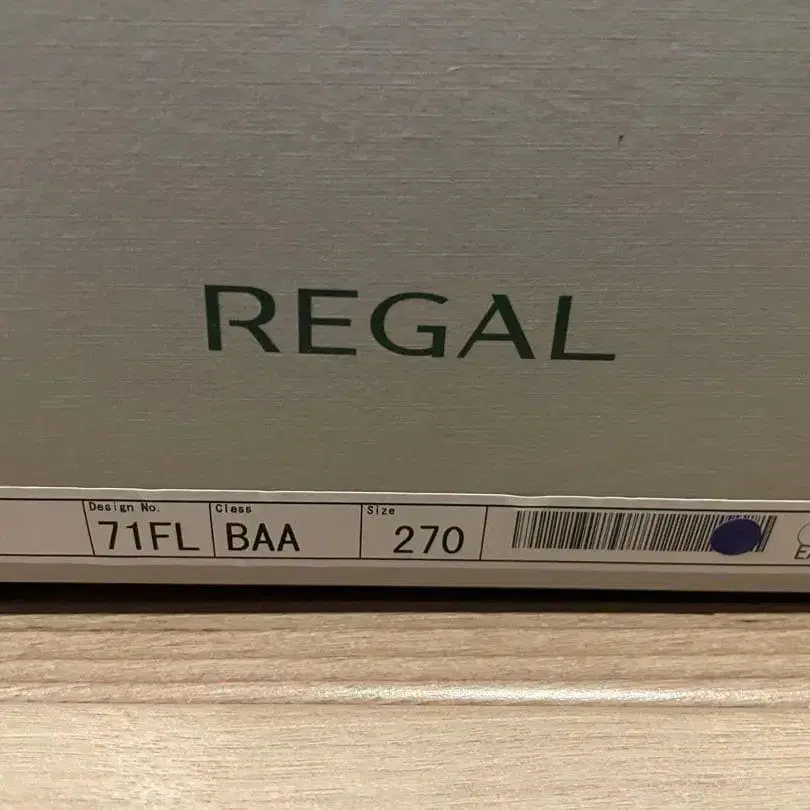 REGAL
Design No. Class Size
71FL BAA 270